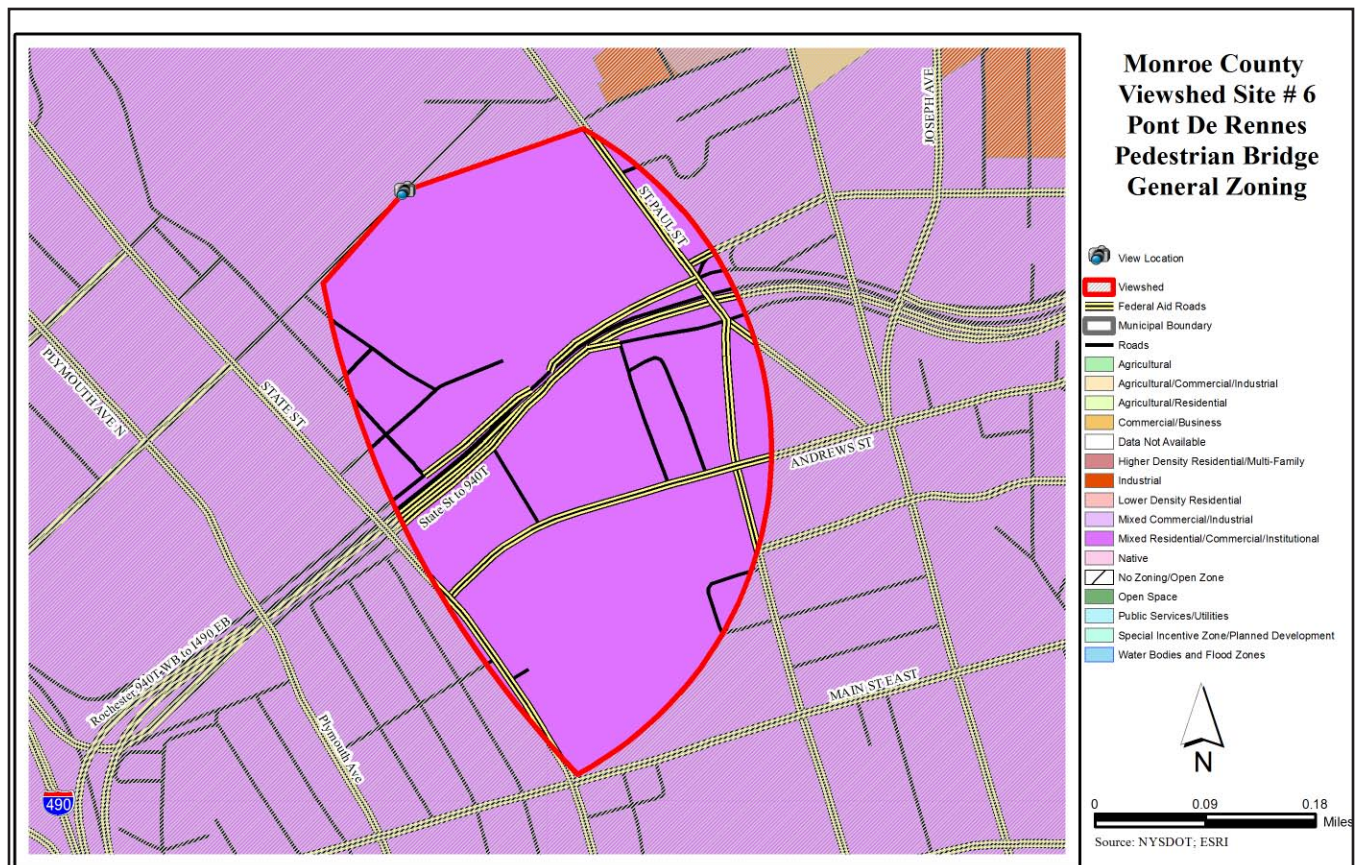 Monroe County
Viewshed Site # 6
Pont De Rennes
Pedestrian Bridge
General Zoning
View Location
Viewshed
Federal Aid Roads
Municipal Boundary
Roads
Agricultural
Agricultural/Commercial/Industrial
Agricultural/Residential
Commercial/Business
Data Not Available
Higher Density Residential/Multi-Family
Industrial
Lower Density Residential
Mixed Commercial/Industrial
Mixed Residential/Commercial/Institutional
Native
No Zoning/Open Zone
Open Space
Public Services/Utilities
Special Incentive Zone/Planned Development
Water Bodies and Flood Zones
N
0 0.09 0.18
Miles
Source: NYSDOT; ESRI
JOSEPH AVE
ST PAUL ST
PLYMOUTH AVE N
STATE ST
ANDREWS ST
State St to 940T
MAIN ST EAST
Rochester 940T WB to I490 EB
Plymouth Ave
490